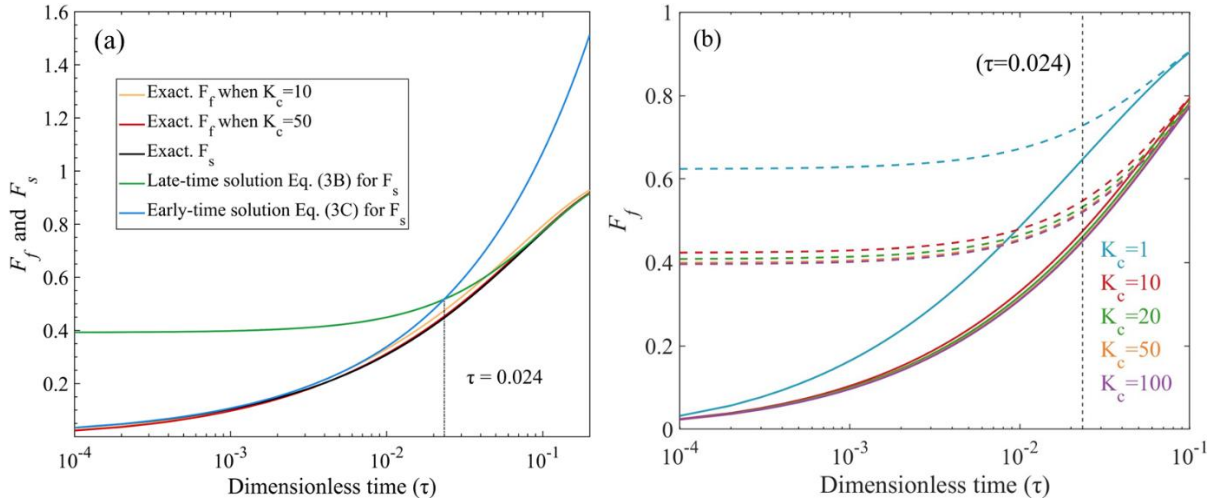 (a)
1.6
1.4
1.2
1
0.8
0.6
0.4
0.2
F_f and F_s
Exact. F_f when K_c=10
Exact. F_f when K_c=50
Exact. F_s
Late-time solution Eq. (3B) for F_s
Early-time solution Eq. (3C) for F_s
τ = 0.024
10^-4
10^-3
10^-2
10^-1
Dimensionless time (τ)
(b)
1
0.8
0.6
0.4
0.2
0
F_f
(τ=0.024)
K_c=1
K_c=10
K_c=20
K_c=50
K_c=100
10^-4
10^-3
10^-2
10^-1
Dimensionless time (τ)